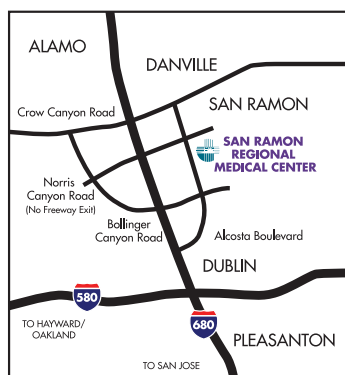 ALAMO
DANVILLE
SAN RAMON
Crow Canyon Road
SAN RAMON
REGIONAL
MEDICAL CENTER
Norris
Canyon Road
(No Freeway Exit)
Bollinger
Canyon Road
Alcosta Boulevard
DUBLIN
580
680
TO HAYWARD/
OAKLAND
PLEASANTON
TO SAN JOSE